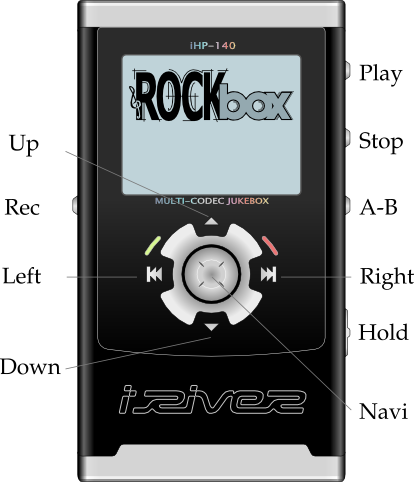 iHP-140
ROCKbox
Play
Up
Stop
Rec
MULTI-CODEC JUKEBOX
A-B
Left
Right
Hold
Down
iRiver
Navi